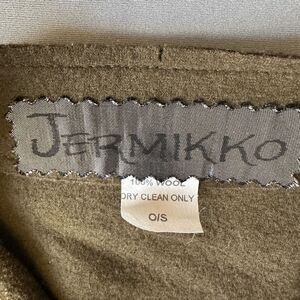 JERMIKKO
100% WOOL
DRY CLEAN ONLY
O/S